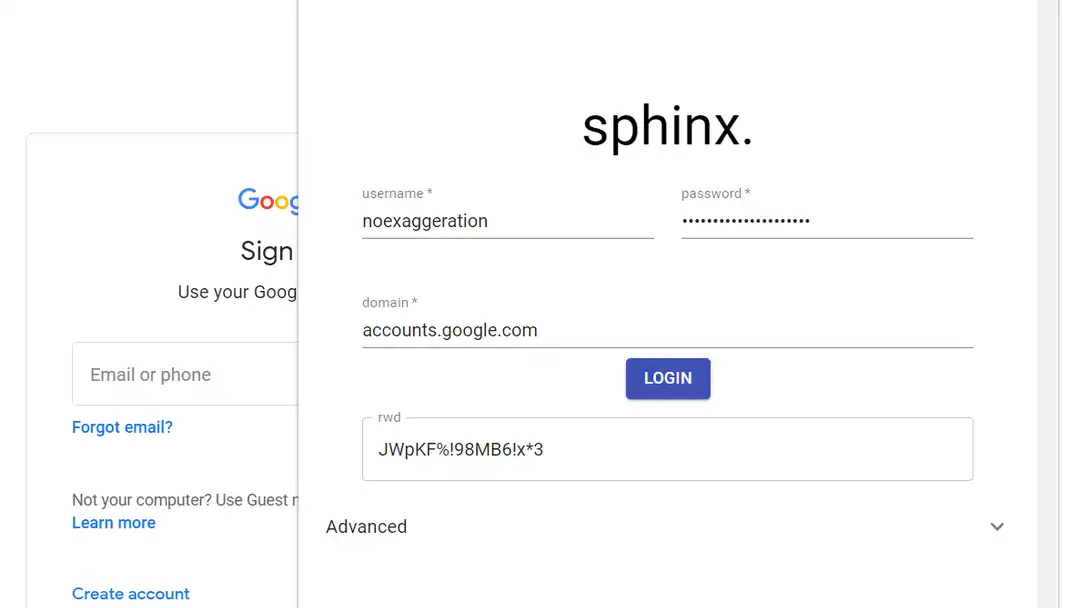 Goog
Sign
Use your Goog
Email or phone
Forgot email?
Not your computer? Use Guest
Learn more
Create account
sphinx.
username *
noexaggeration
password *
•••••••••••••••••••••
domain *
accounts.google.com
LOGIN
rwd
JWpKF%!98MB6!x*3
Advanced